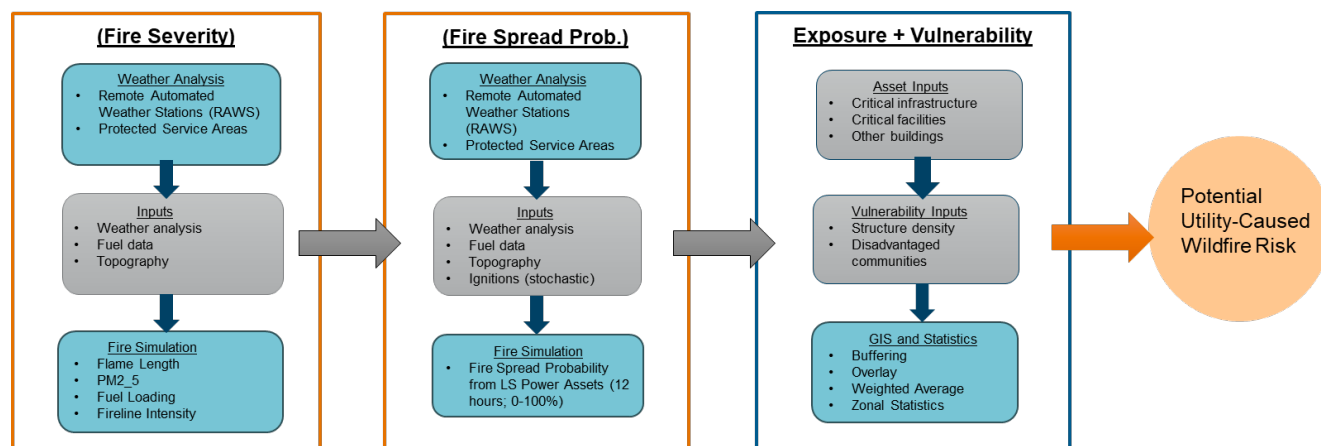 (Fire Severity)
Weather Analysis
• Remote Automated
Weather Stations (RAWS)
• Protected Service Areas
Inputs
• Weather analysis
• Fuel data
• Topography
Fire Simulation
• Flame Length
• PM2_5
• Fuel Loading
• Fireline Intensity
(Fire Spread Prob.)
Weather Analysis
• Remote Automated
Weather Stations
(RAWS)
• Protected Service Areas
Inputs
• Weather analysis
• Fuel data
• Topography
• Ignitions (stochastic)
Fire Simulation
• Fire Spread Probability
from LS Power Assets (12
hours; 0-100%)
Exposure + Vulnerability
Asset Inputs
• Critical infrastructure
• Critical facilities
• Other buildings
Vulnerability Inputs
• Structure density
• Disadvantaged
communities
GIS and Statistics
• Buffering
• Overlay
• Weighted Average
• Zonal Statistics
Potential
Utility-Caused
Wildfire Risk